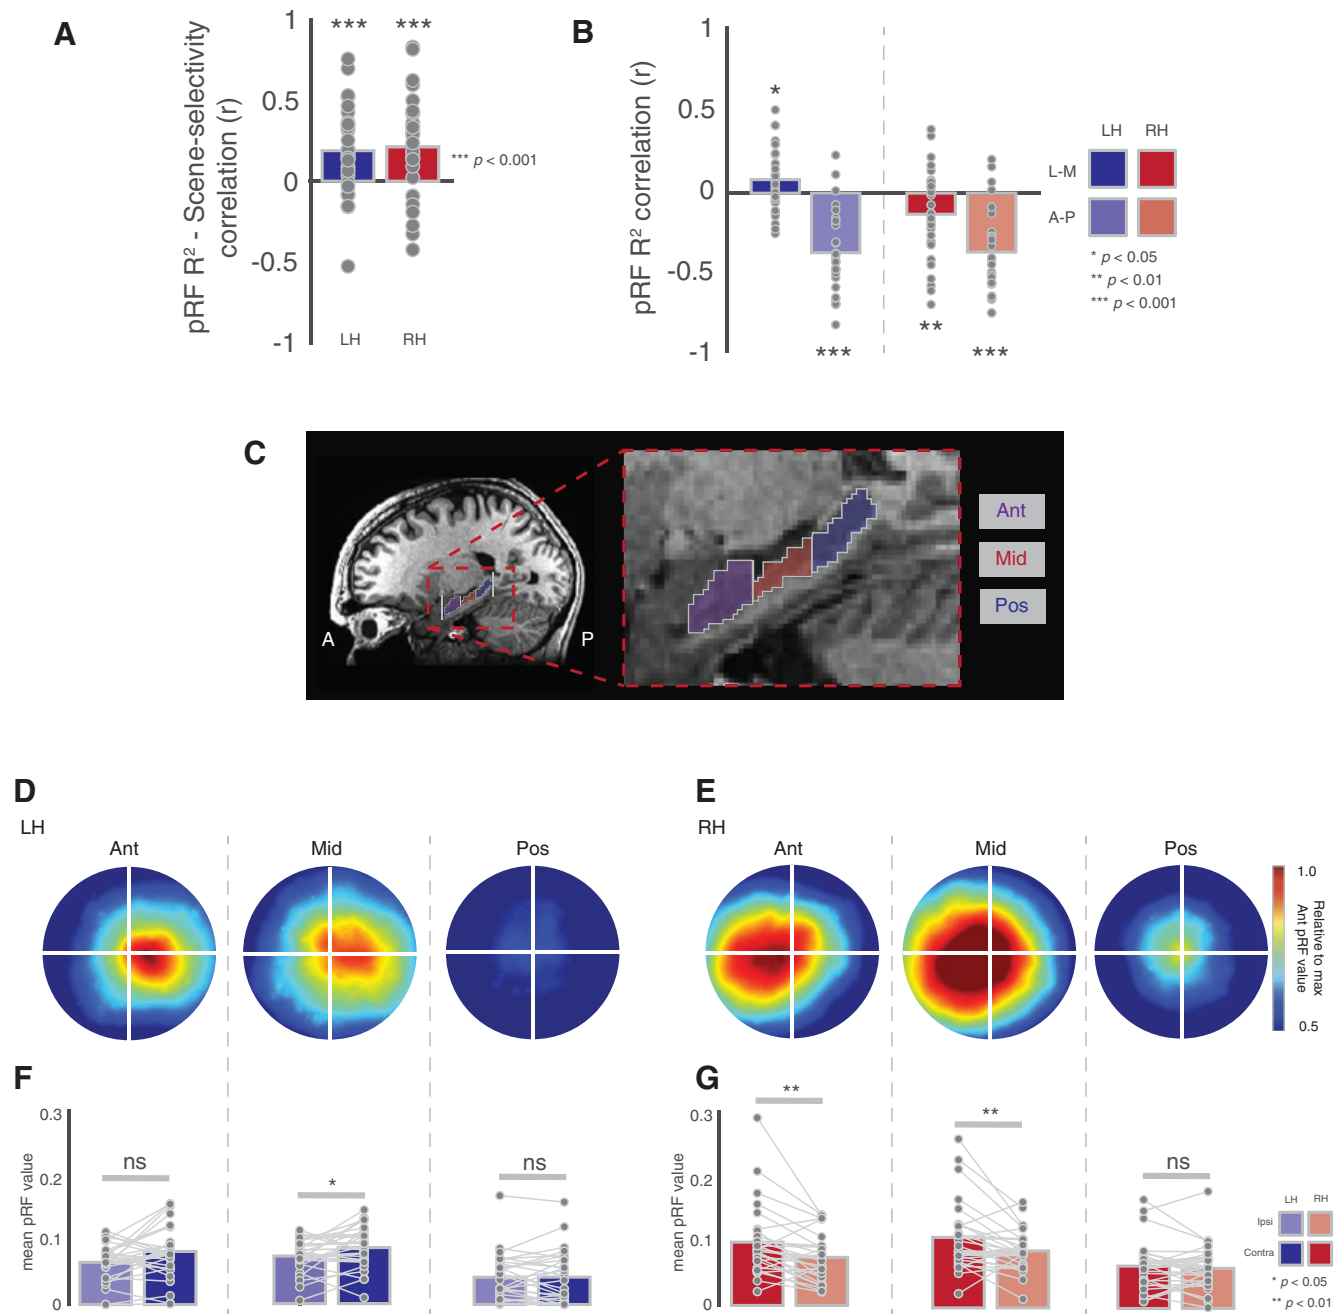 A
pRF R² - Scene-selectivity
correlation (r)
1
0.5
0
-0.5
-1
***
***
*** p < 0.001
LH
RH
B
pRF R² correlation (r)
1
0.5
0
-0.5
-1
*
***
**
***
LH
RH
L-M
A-P
* p < 0.05
** p < 0.01
*** p < 0.001
C
A
P
Ant
Mid
Pos
D
LH
Ant
Mid
Pos
E
RH
Ant
Mid
Pos
1.0
Relative to max
Ant pRF value
0.5
F
mean pRF value
0.3
0.2
0.1
0
ns
*
ns
G
mean pRF value
0.3
0.2
0.1
0
**
**
ns
LH
RH
Ipsi
Contra
* p < 0.05
** p < 0.01